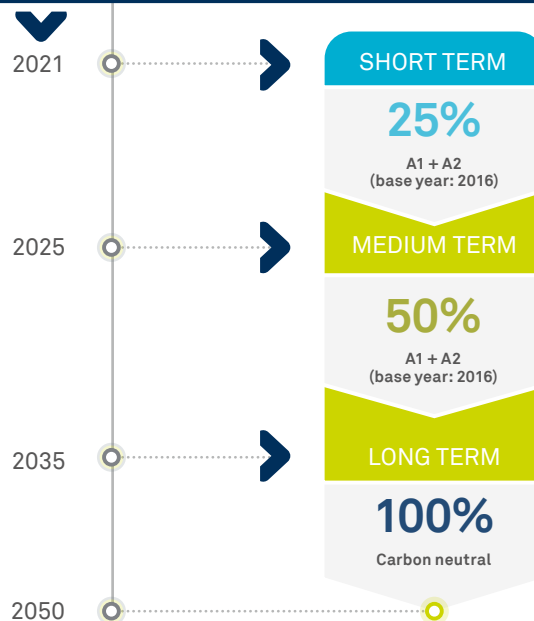 2021
SHORT TERM
25%
A1 + A2
(base year: 2016)
2025
MEDIUM TERM
50%
A1 + A2
(base year: 2016)
2035
LONG TERM
100%
Carbon neutral
2050